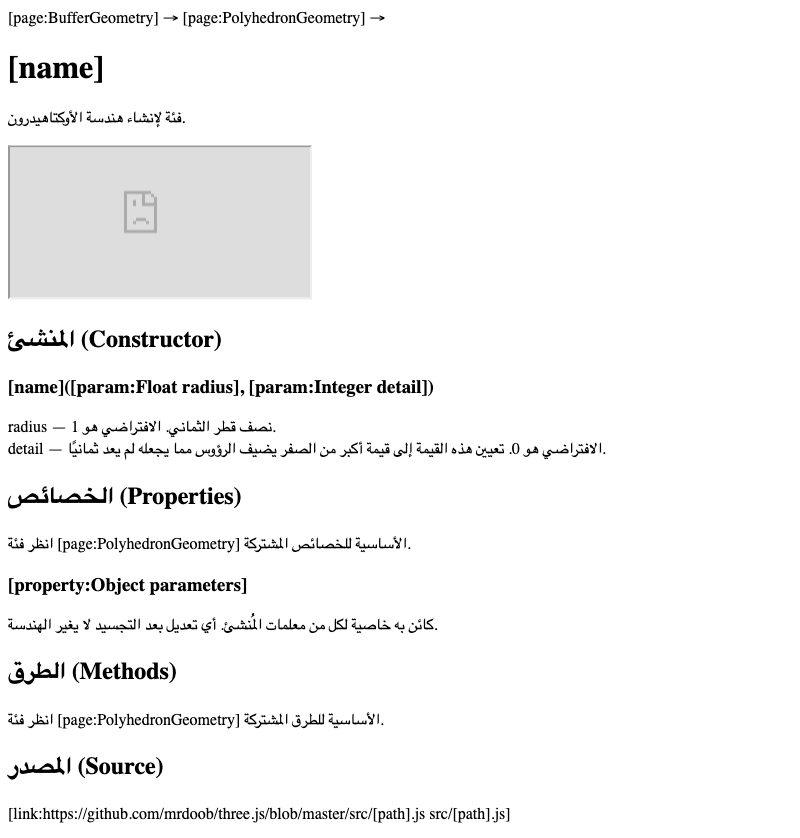 [page:BufferGeometry] → [page:PolyhedronGeometry] →
[name]
فئة لإنشاء هندسة الأوكتاهيدرون.
المنشئ (Constructor)
[name]([param:Float radius], [param:Integer detail])
radius — نصف قطر الثماني. الافتراضي هو 1.
detail — الافتراضي هو 0. تعيين هذه القيمة إلى قيمة أكبر من الصفر يضيف الرؤوس مما يجعله لم يعد ثمانيًا.
الخصائص (Properties)
انظر فئة [page:PolyhedronGeometry] الأساسية للخصائص المشتركة.
[property:Object parameters]
كائن به خاصية لكل من معلمات المُنشئ. أي تعديل بعد التجسيد لا يغير الهندسة.
الطرق (Methods)
انظر فئة [page:PolyhedronGeometry] الأساسية للطرق المشتركة.
المصدر (Source)
[link:https://github.com/mrdoob/three.js/blob/master/src/[path].js src/[path].js]